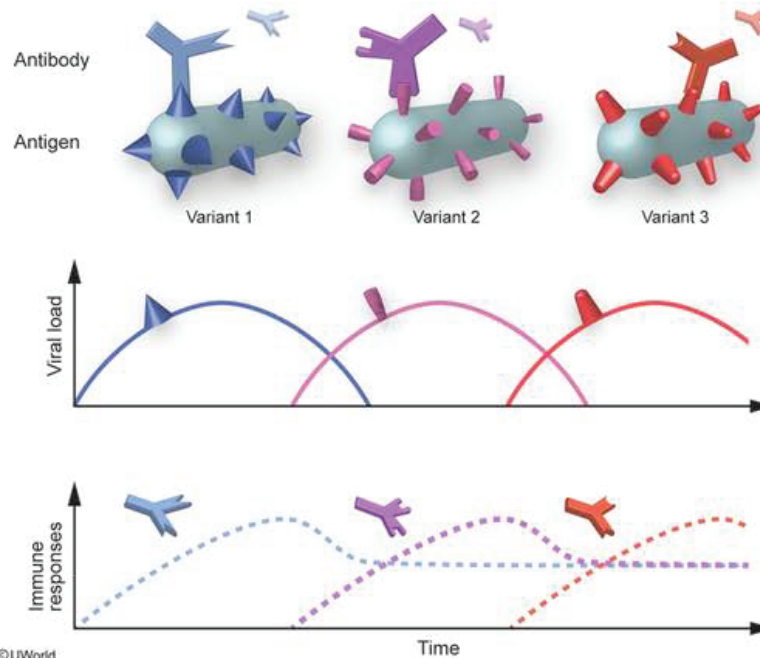 Antibody
Antigen
Variant 1
Variant 2
Variant 3
Viral load
Immune
responses
Time
©UWorld